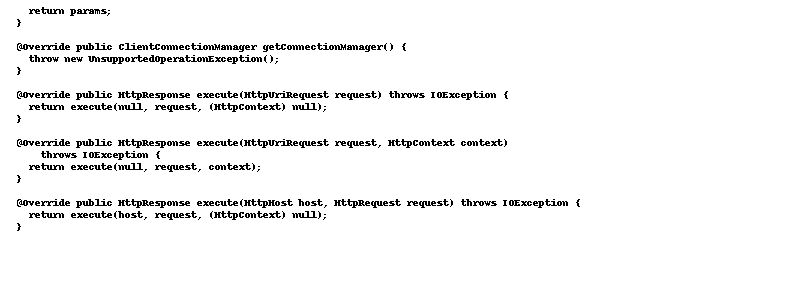 return params;
}
@Override public ClientConnectionManager getConnectionManager() {
throw new UnsupportedOperationException();
}
@Override public HttpResponse execute(HttpUriRequest request) throws IOException {
return execute(null, request, (HttpContext) null);
}
@Override public HttpResponse execute(HttpUriRequest request, HttpContext context)
throws IOException {
return execute(null, request, context);
}
@Override public HttpResponse execute(HttpHost host, HttpRequest request) throws IOException {
return execute(host, request, (HttpContext) null);
}